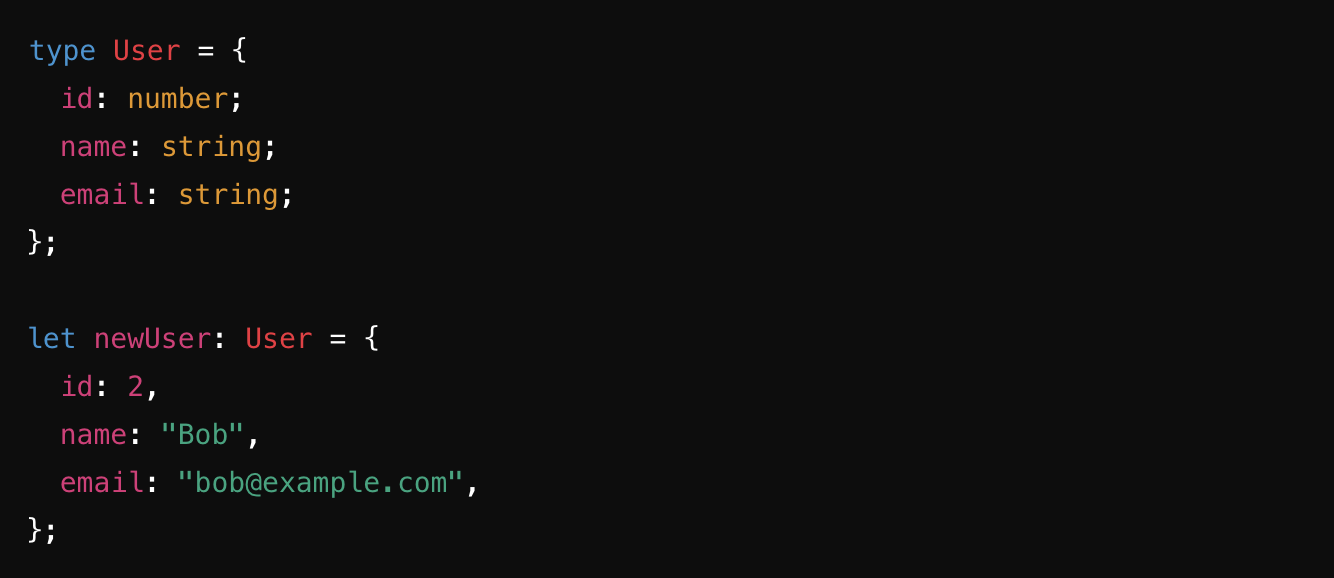 type User = {
  id: number;
  name: string;
  email: string;
};

let newUser: User = {
  id: 2,
  name: "Bob",
  email: "bob@example.com",
};